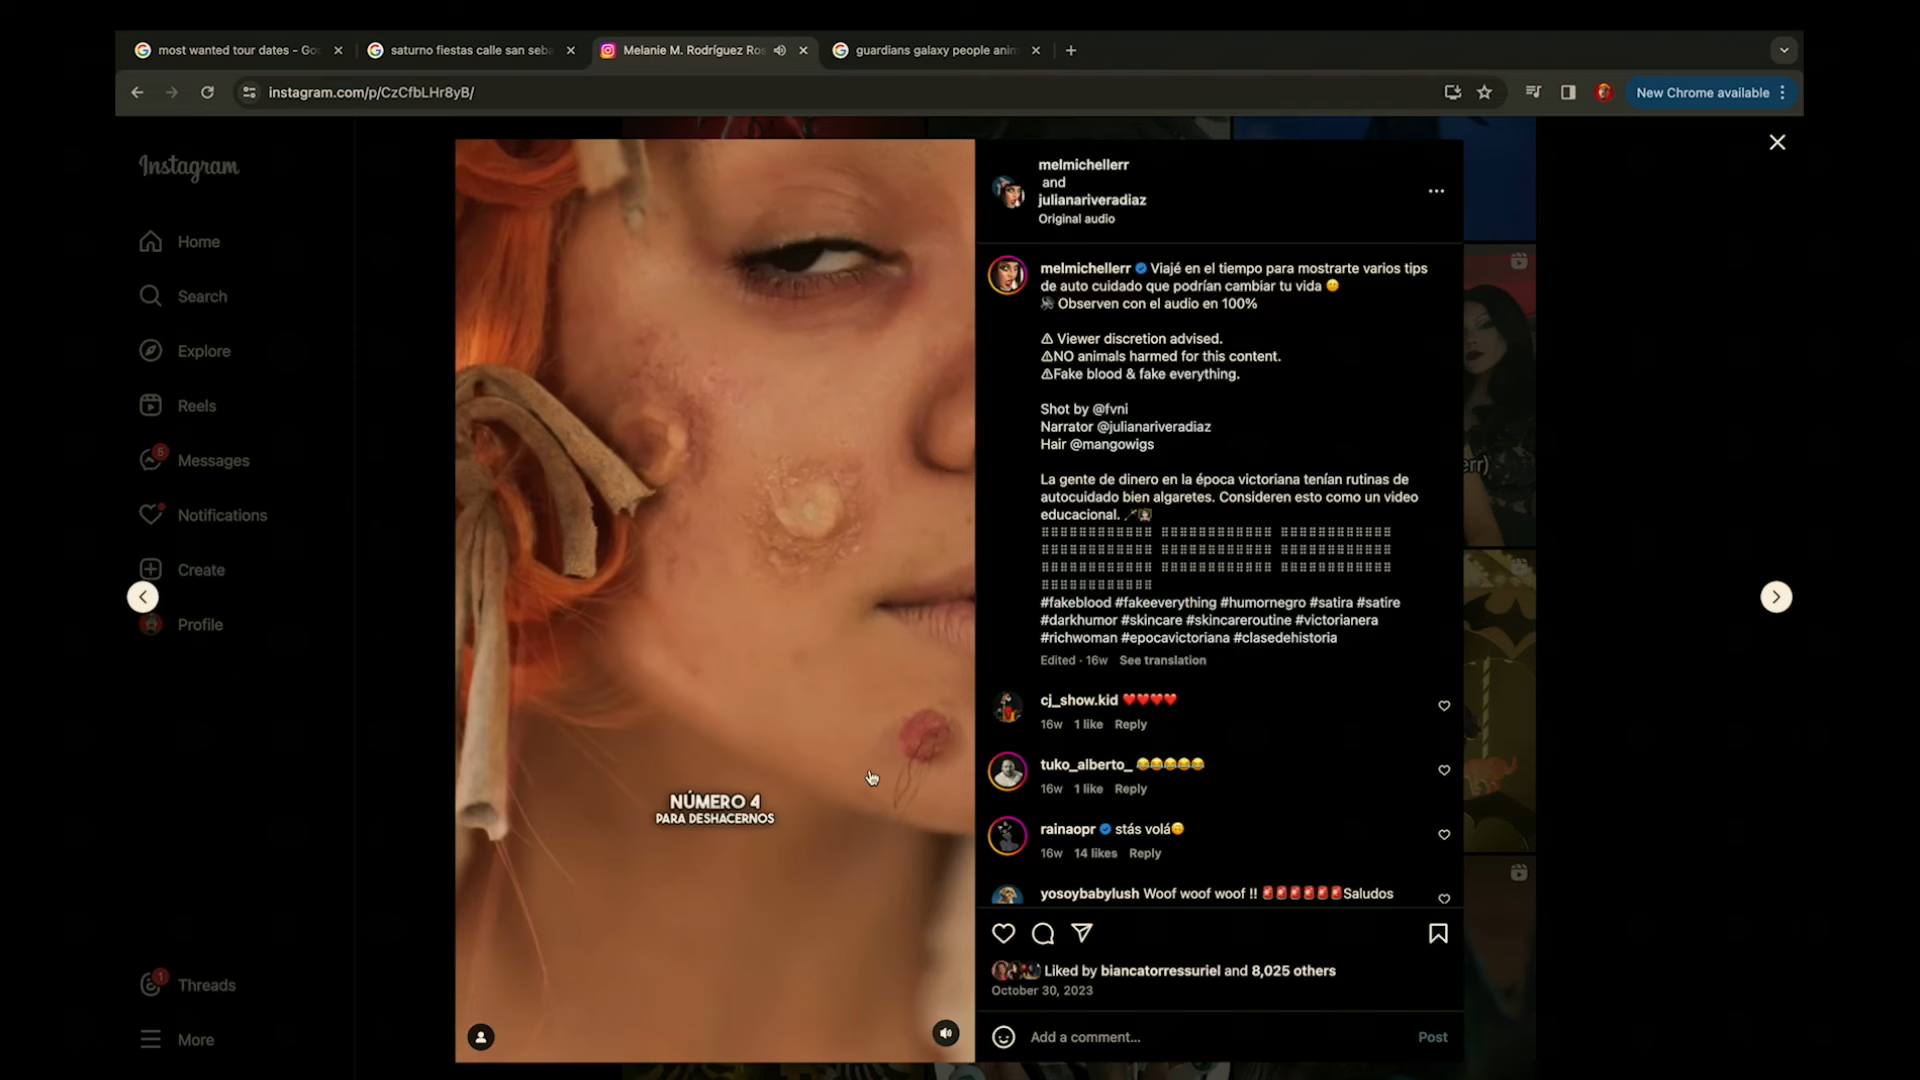 most wanted tour dates - Go
saturno fiestas calle san seba
Melanie M. Rodríguez Ros
guardians galaxy people anim
instagram.com/p/CzCfbLHr8yB/
New Chrome available
Instagram
Home
Search
Explore
Reels
5
Messages
Notifications
Create
Profile
1
Threads
More
NÚMERO 4
PARA DESHACERNOS
melmichellerr
and
julianariveradiaz
Original audio
melmichellerr Viajé en el tiempo para mostrarte varios tips
de auto cuidado que podrían cambiar tu vida
Observen con el audio en 100%
⚠ Viewer discretion advised.
⚠NO animals harmed for this content.
⚠Fake blood & fake everything.
Shot by @fvni
Narrator @julianariveradiaz
Hair @mangowigs
La gente de dinero en la época victoriana tenían rutinas de
autocuidado bien algaretes. Consideren esto como un video
educacional.
#fakeblood #fakeeverything #humornegro #satira #satire
#darkhumor #skincare #skincareroutine #victorianera
#richwoman #epocavictoriana #clasedehistoria
Edited · 16w See translation
cj_show.kid ❤️❤️❤️❤️
16w 1 like Reply
tuko_alberto_ 😂😂😂😂😂
16w 1 like Reply
rainaopr stás volá
16w 14 likes Reply
yosoybabylush Woof woof woof !! 🚨🚨🚨🚨🚨🚨Saludos
Liked by biancatorressuriel and 8,025 others
October 30, 2023
Add a comment...
Post
err)